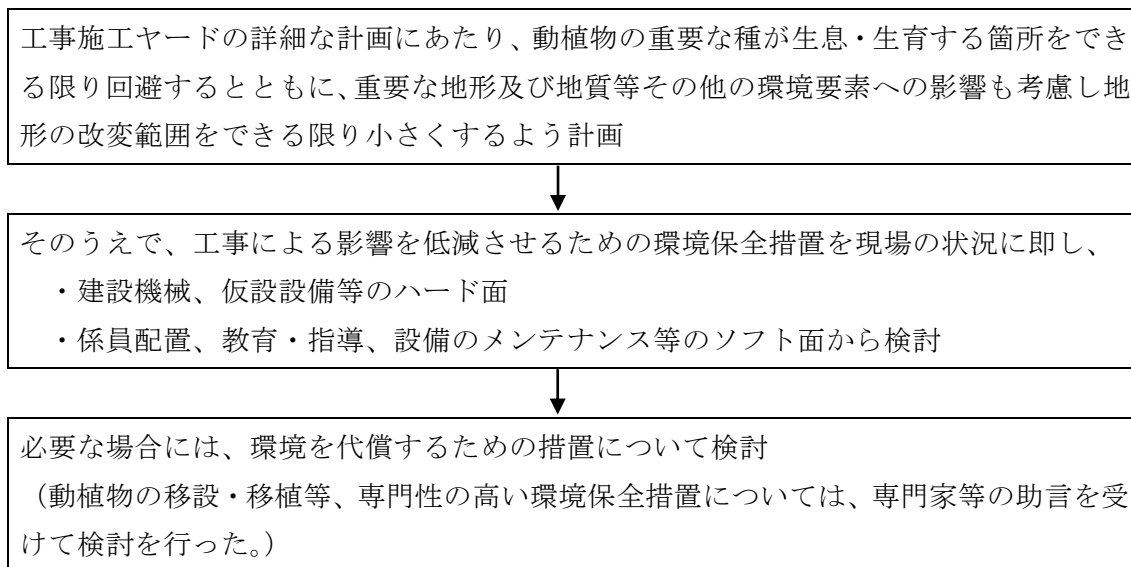 工事施工ヤードの詳細な計画にあたり、動植物の重要な種が生息・生育する箇所をでき
る限り回避するとともに、重要な地形及び地質等その他の環境要素への影響も考慮し地
形の改変範囲をできる限り小さくするよう計画
そのうえで、工事による影響を低減させるための環境保全措置を現場の状況に即し、
・建設機械、仮設設備等のハード面
・係員配置、教育・指導、設備のメンテナンス等のソフト面から検討
必要な場合には、環境を代償するための措置について検討
（動植物の移設・移植等、専門性の高い環境保全措置については、専門家等の助言を受
けて検討を行った。）